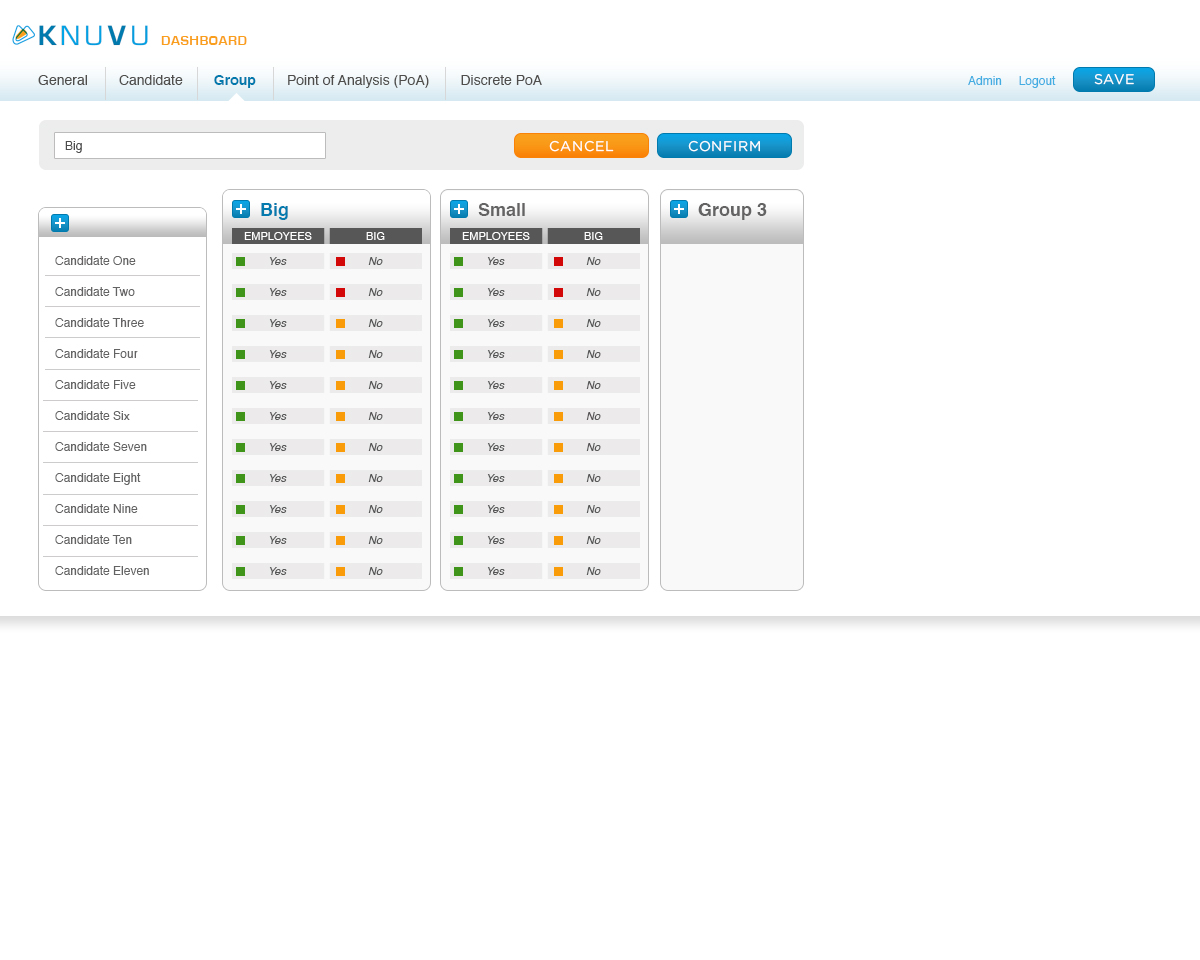 KNUVU DASHBOARD
General Candidate Group Point of Analysis (PoA) Discrete PoA Admin Logout SAVE
Big CANCEL CONFIRM
Big Small Group 3
EMPLOYEES BIG EMPLOYEES BIG
Candidate One Yes No Yes No
Candidate Two Yes No Yes No
Candidate Three Yes No Yes No
Candidate Four Yes No Yes No
Candidate Five Yes No Yes No
Candidate Six Yes No Yes No
Candidate Seven Yes No Yes No
Candidate Eight Yes No Yes No
Candidate Nine Yes No Yes No
Candidate Ten Yes No Yes No
Candidate Eleven Yes No Yes No